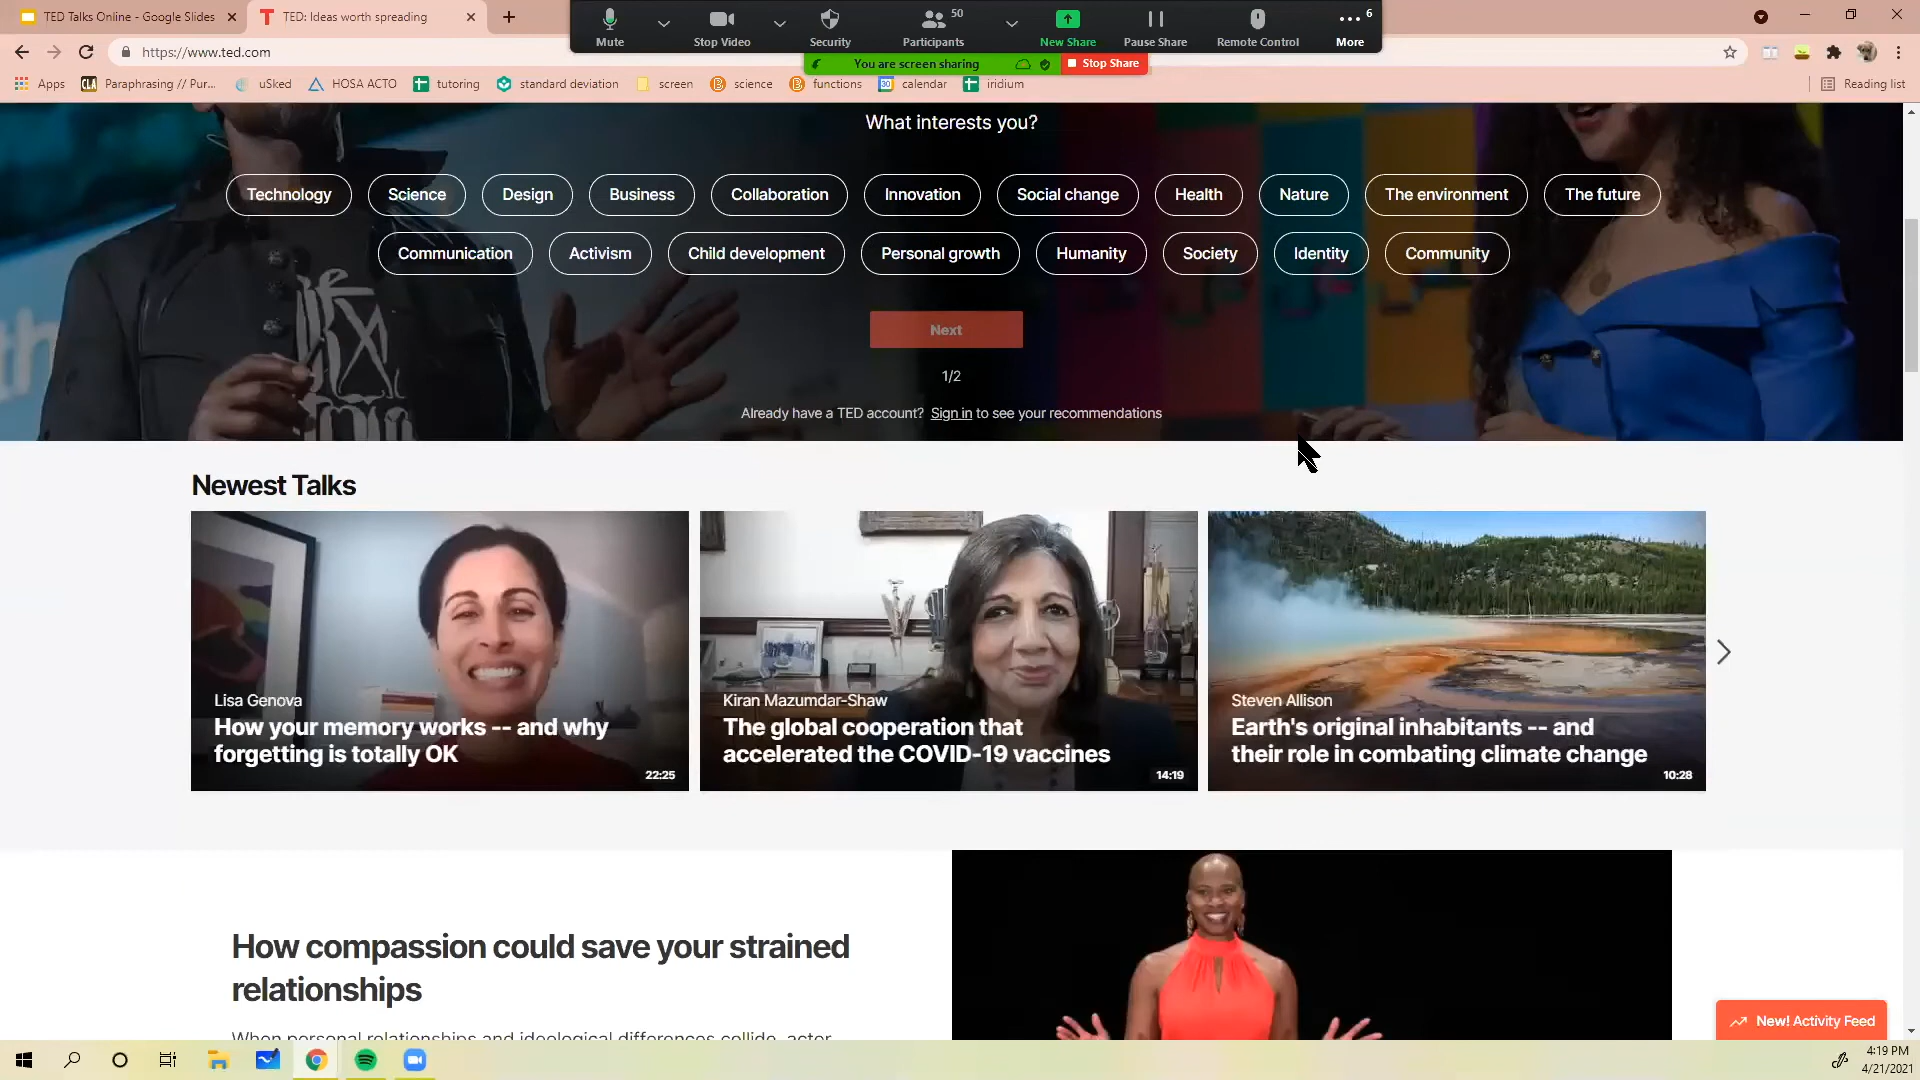 TED Talks Online - Google Slides
TED: Ideas worth spreading
Mute
Stop Video
Security
Participants
50
New Share
Pause Share
Remote Control
More
6
https://www.ted.com
You are screen sharing
Stop Share
Apps
CLA
Paraphrasing // Pur...
uSked
HOSA ACTO
tutoring
standard deviation
screen
science
functions
30
calendar
iridium
Reading list
What interests you?
Technology
Science
Design
Business
Collaboration
Innovation
Social change
Health
Nature
The environment
The future
Communication
Activism
Child development
Personal growth
Humanity
Society
Identity
Community
Next
1/2
Already have a TED account? Sign in to see your recommendations
Newest Talks
Lisa Genova
How your memory works -- and why
forgetting is totally OK
22:25
Kiran Mazumdar-Shaw
The global cooperation that
accelerated the COVID-19 vaccines
14:19
Steven Allison
Earth's original inhabitants -- and
their role in combating climate change
10:28
How compassion could save your strained
relationships
When personal relationships and ideological differences collide, actor
New! Activity Feed
4:19 PM
4/21/2021